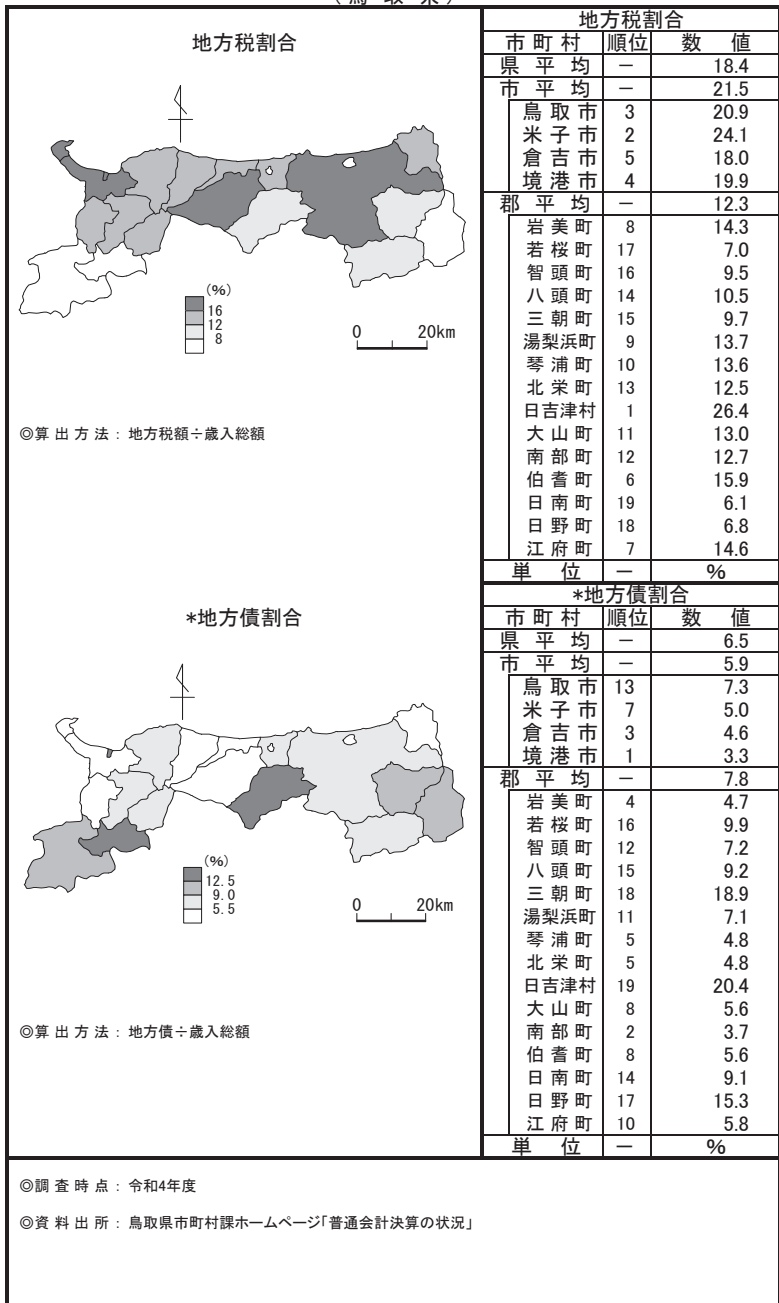 (鳥取県)
地方税割合
(%)
16
12
8
0 20km
◎算出方法：地方税額÷歳入総額
地方税割合
市町村 順位 数値
県平均 － 18.4
市平均 － 21.5
鳥取市 3 20.9
米子市 2 24.1
倉吉市 5 18.0
境港市 4 19.9
郡平均 － 12.3
岩美町 8 14.3
若桜町 17 7.0
智頭町 16 9.5
八頭町 14 10.5
三朝町 15 9.7
湯梨浜町 9 13.7
琴浦町 10 13.6
北栄町 13 12.5
日吉津村 1 26.4
大山町 11 13.0
南部町 12 12.7
伯耆町 6 15.9
日南町 19 6.1
日野町 18 6.8
江府町 7 14.6
単位 － %
*地方債割合
(%)
12.5
9.0
5.5
0 20km
◎算出方法：地方債÷歳入総額
*地方債割合
市町村 順位 数値
県平均 － 6.5
市平均 － 5.9
鳥取市 13 7.3
米子市 7 5.0
倉吉市 3 4.6
境港市 1 3.3
郡平均 － 7.8
岩美町 4 4.7
若桜町 16 9.9
智頭町 12 7.2
八頭町 15 9.2
三朝町 18 18.9
湯梨浜町 11 7.1
琴浦町 5 4.8
北栄町 5 4.8
日吉津村 19 20.4
大山町 8 5.6
南部町 2 3.7
伯耆町 8 5.6
日南町 14 9.1
日野町 17 15.3
江府町 10 5.8
単位 － %
◎調査時点：令和4年度
◎資料出所：鳥取県市町村課ホームページ「普通会計決算の状況」